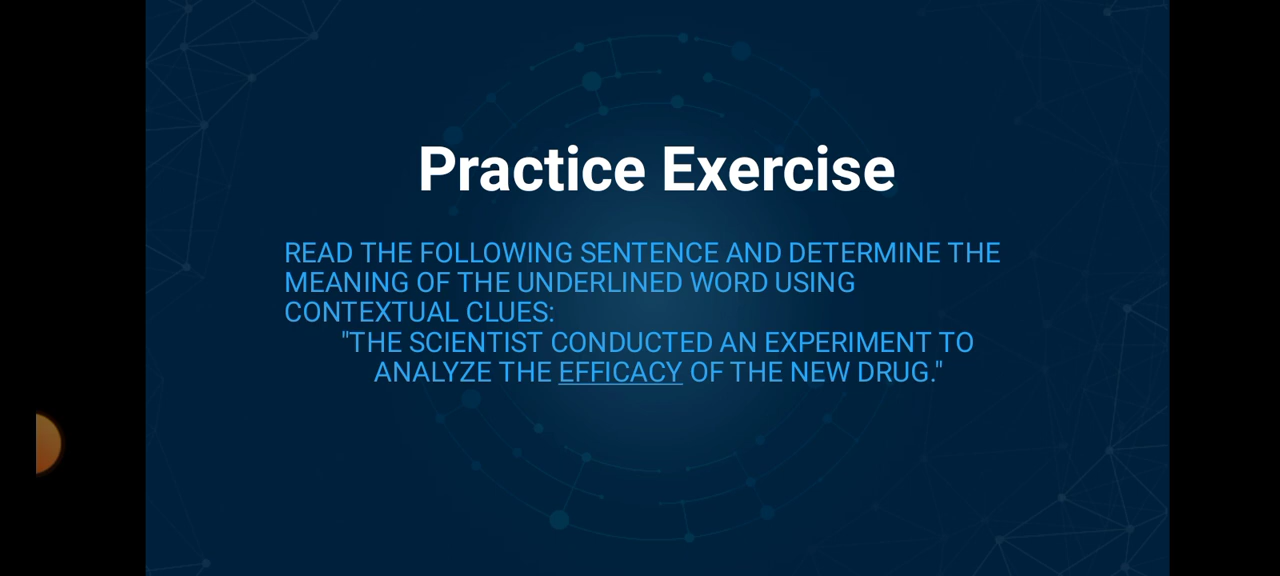 Practice Exercise
READ THE FOLLOWING SENTENCE AND DETERMINE THE
MEANING OF THE UNDERLINED WORD USING
CONTEXTUAL CLUES:
"THE SCIENTIST CONDUCTED AN EXPERIMENT TO
ANALYZE THE EFFICACY OF THE NEW DRUG."